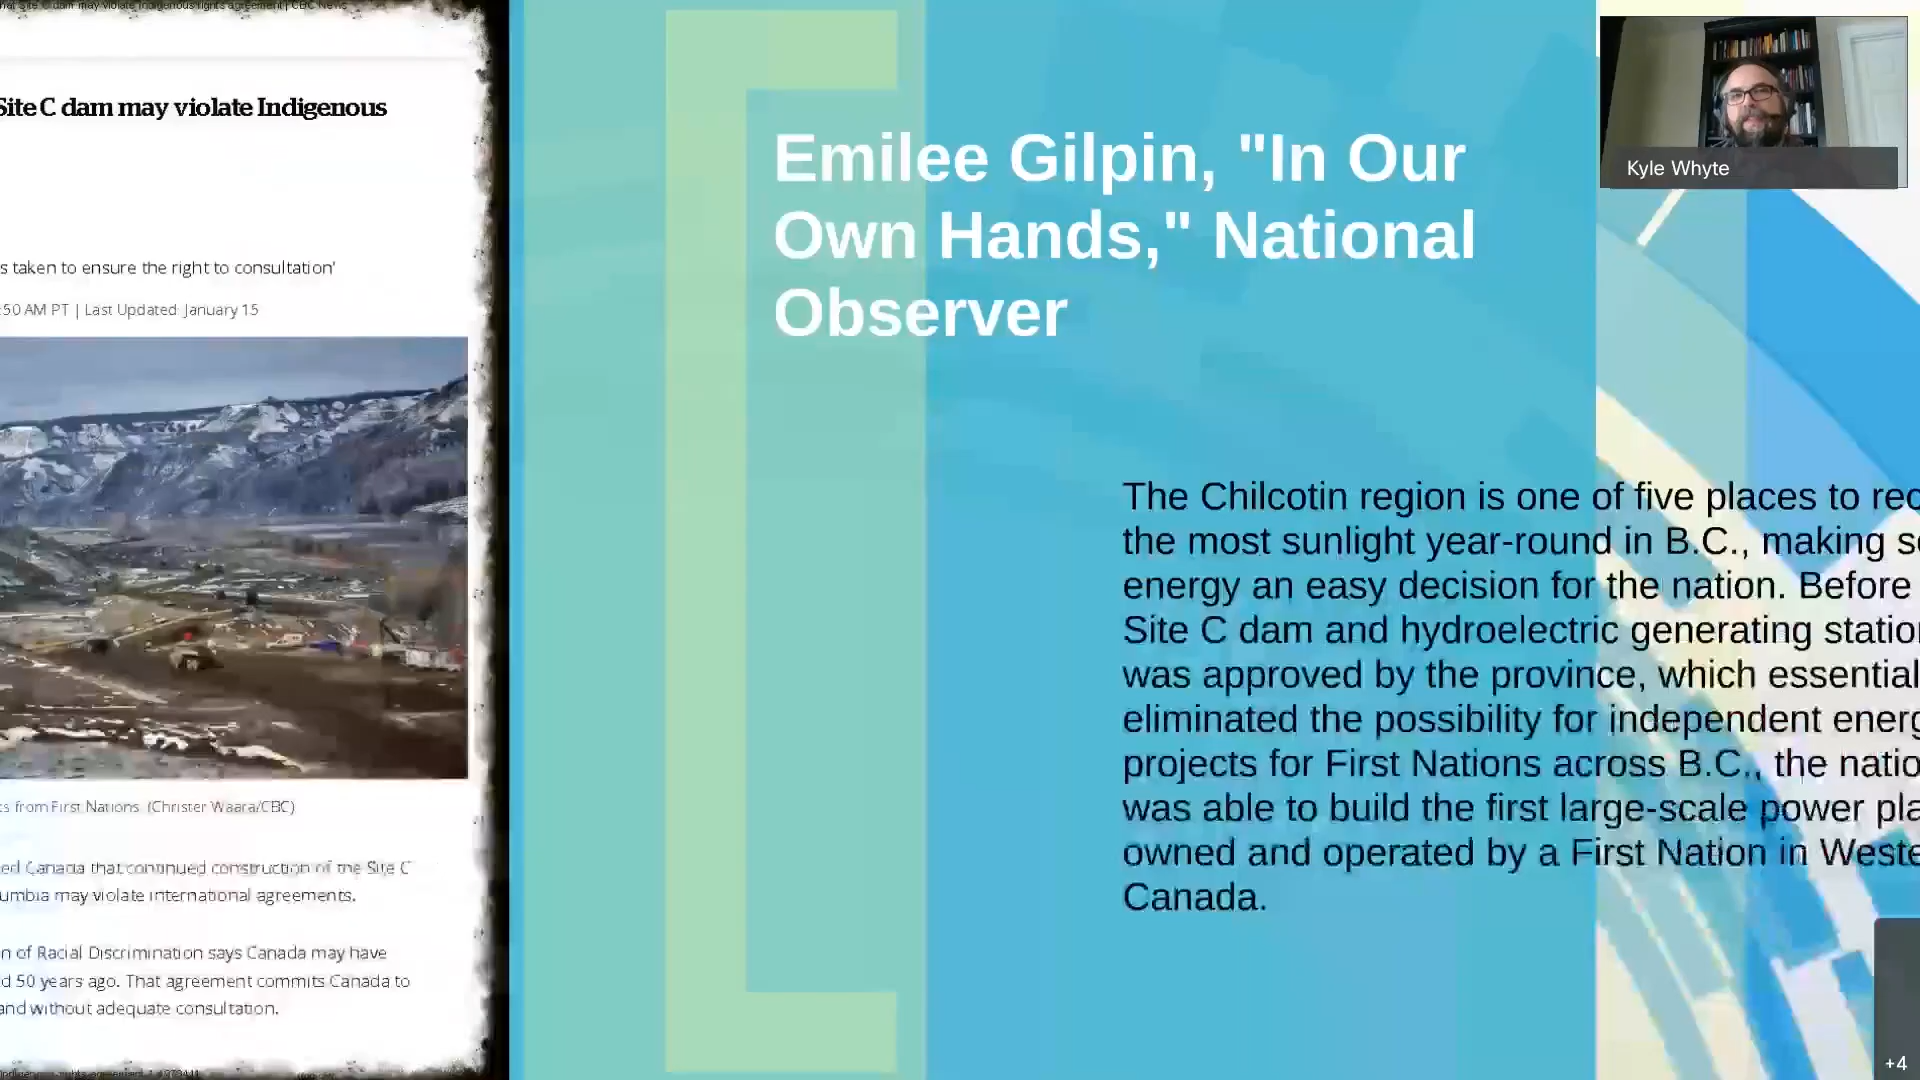 dam may violate Indigenous rights agreement | CBC News
Site C dam may violate Indigenous
s taken to ensure the right to consultation'
:50 AM PT | Last Updated: January 15
ts from First Nations. (Christer Waara/CBC)
ed Canada that continued construction of the Site C
umbia may violate international agreements.
n of Racial Discrimination says Canada may have
d 50 years ago. That agreement commits Canada to
and without adequate consultation.
Emilee Gilpin, "In Our
Own Hands," National
Observer
Kyle Whyte
The Chilcotin region is one of five places to rec
the most sunlight year-round in B.C., making s
energy an easy decision for the nation. Before
Site C dam and hydroelectric generating station
was approved by the province, which essential
eliminated the possibility for independent energ
projects for First Nations across B.C., the natio
was able to build the first large-scale power pla
owned and operated by a First Nation in Weste
Canada.
+4